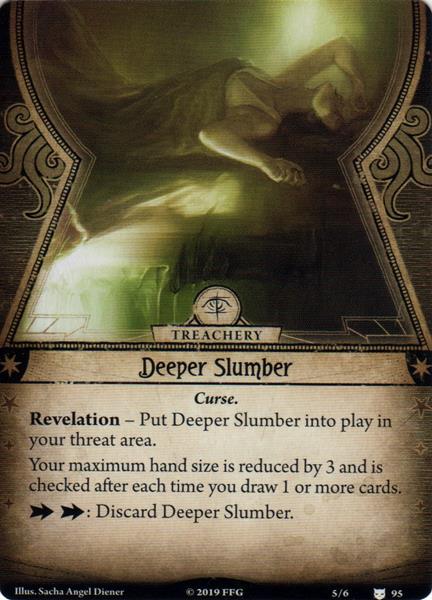 TREACHERY
Deeper Slumber
Curse.
Revelation – Put Deeper Slumber into play in
your threat area.
Your maximum hand size is reduced by 3 and is
checked after each time you draw 1 or more cards.
: Discard Deeper Slumber.
Illus. Sacha Angel Diener © 2019 FFG 5/6 95